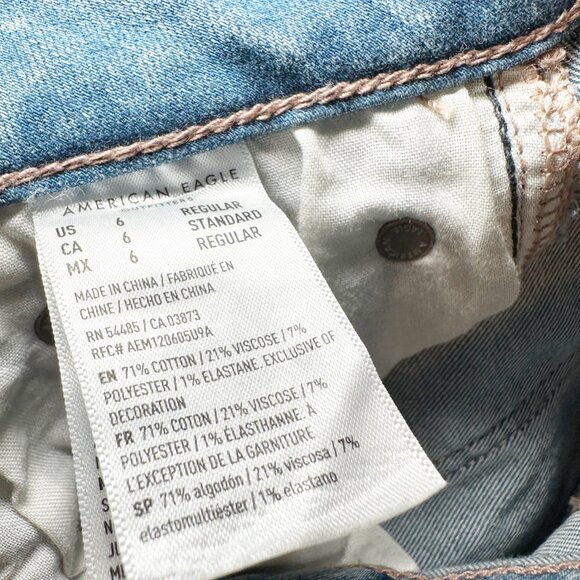 AMERICAN EAGLE
OUTFITTERS
US 6 REGULAR
CA 6 STANDARD
MX 6 REGULAR
MADE IN CHINA / FABRIQUÉ EN
CHINE / HECHO EN CHINA
RN 54485 / CA 03873
RFC# AEM120605U9A
EN 71% COTTON / 21% VISCOSE / 7%
POLYESTER / 1% ELASTANE. EXCLUSIVE OF
DECORATION
FR 71% COTON / 21% VISCOSE / 7%
POLYESTER / 1% ÉLASTHANNE. À
L'EXCEPTION DE LA GARNITURE
SP 71% algodón / 21% viscosa / 7%
elastomultiéster / 1% elastano